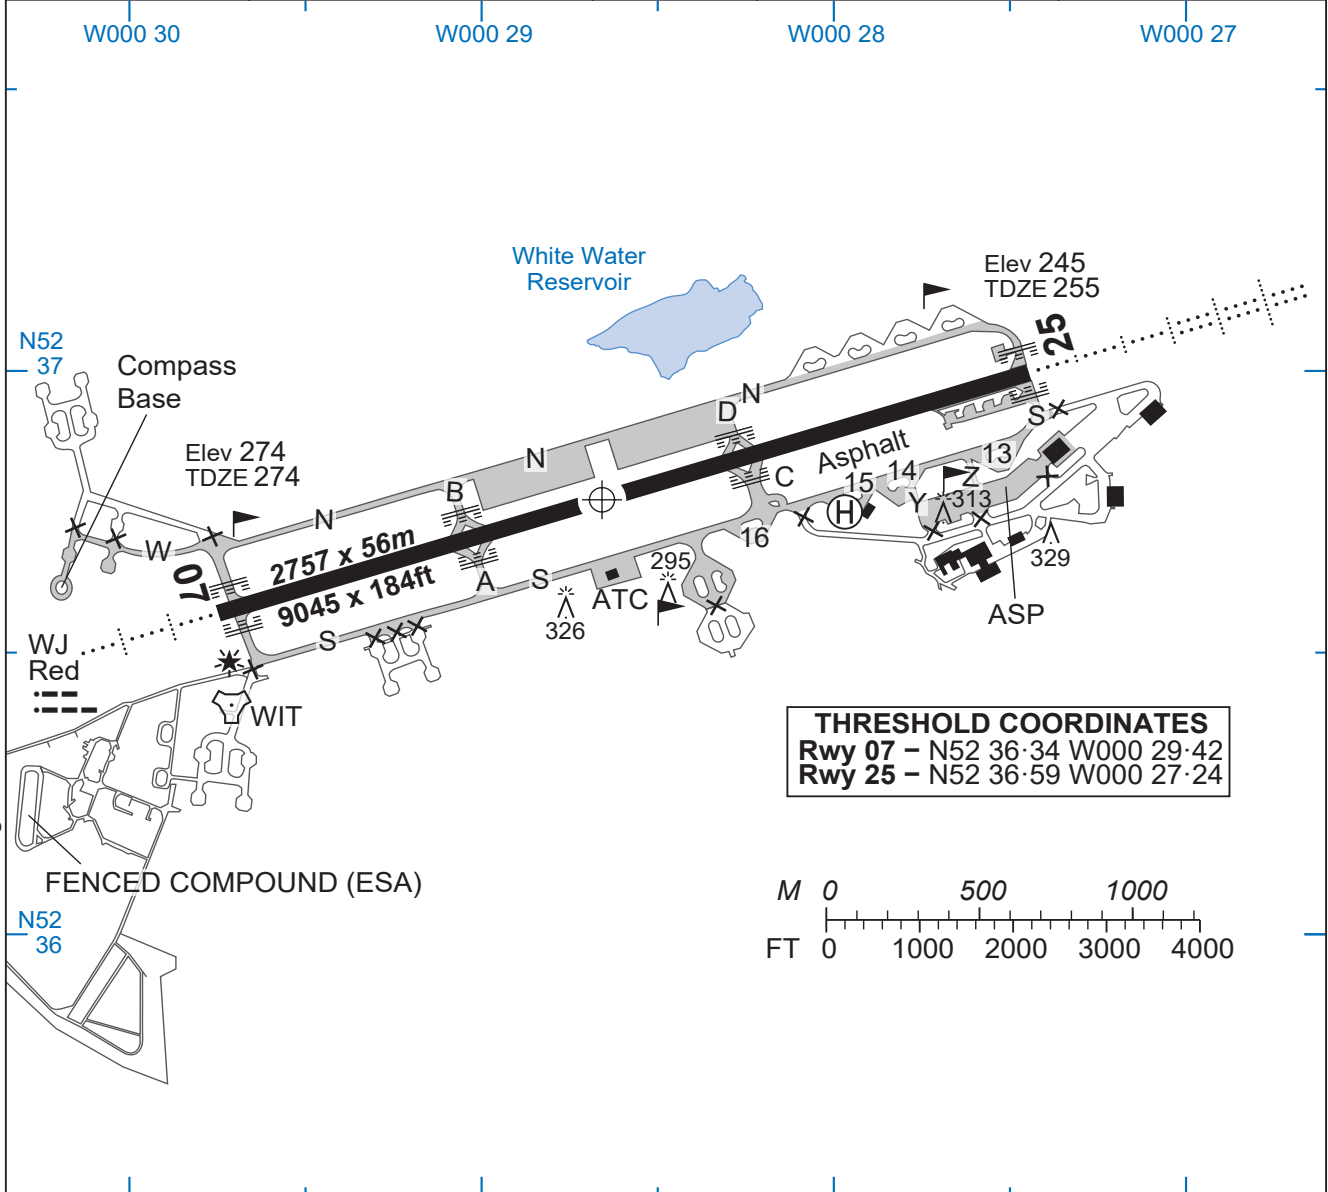 W000 30
W000 29
W000 28
W000 27
White Water
Reservoir
Elev 245
TDZE 255
25
N52
37
Compass
Base
Elev 274
TDZE 274
N
D
N
B
N
W
S
Asphalt
13
14
15
C
Z
Y
313
H
16
07
2757 x 56m
9045 x 184ft
A
S
S
ATC
295
326
329
ASP
WJ
Red
WIT
THRESHOLD COORDINATES
Rwy 07 – N52 36·34 W000 29·42
Rwy 25 – N52 36·59 W000 27·24
FENCED COMPOUND (ESA)
N52
36
M 0 500 1000
FT 0 1000 2000 3000 4000